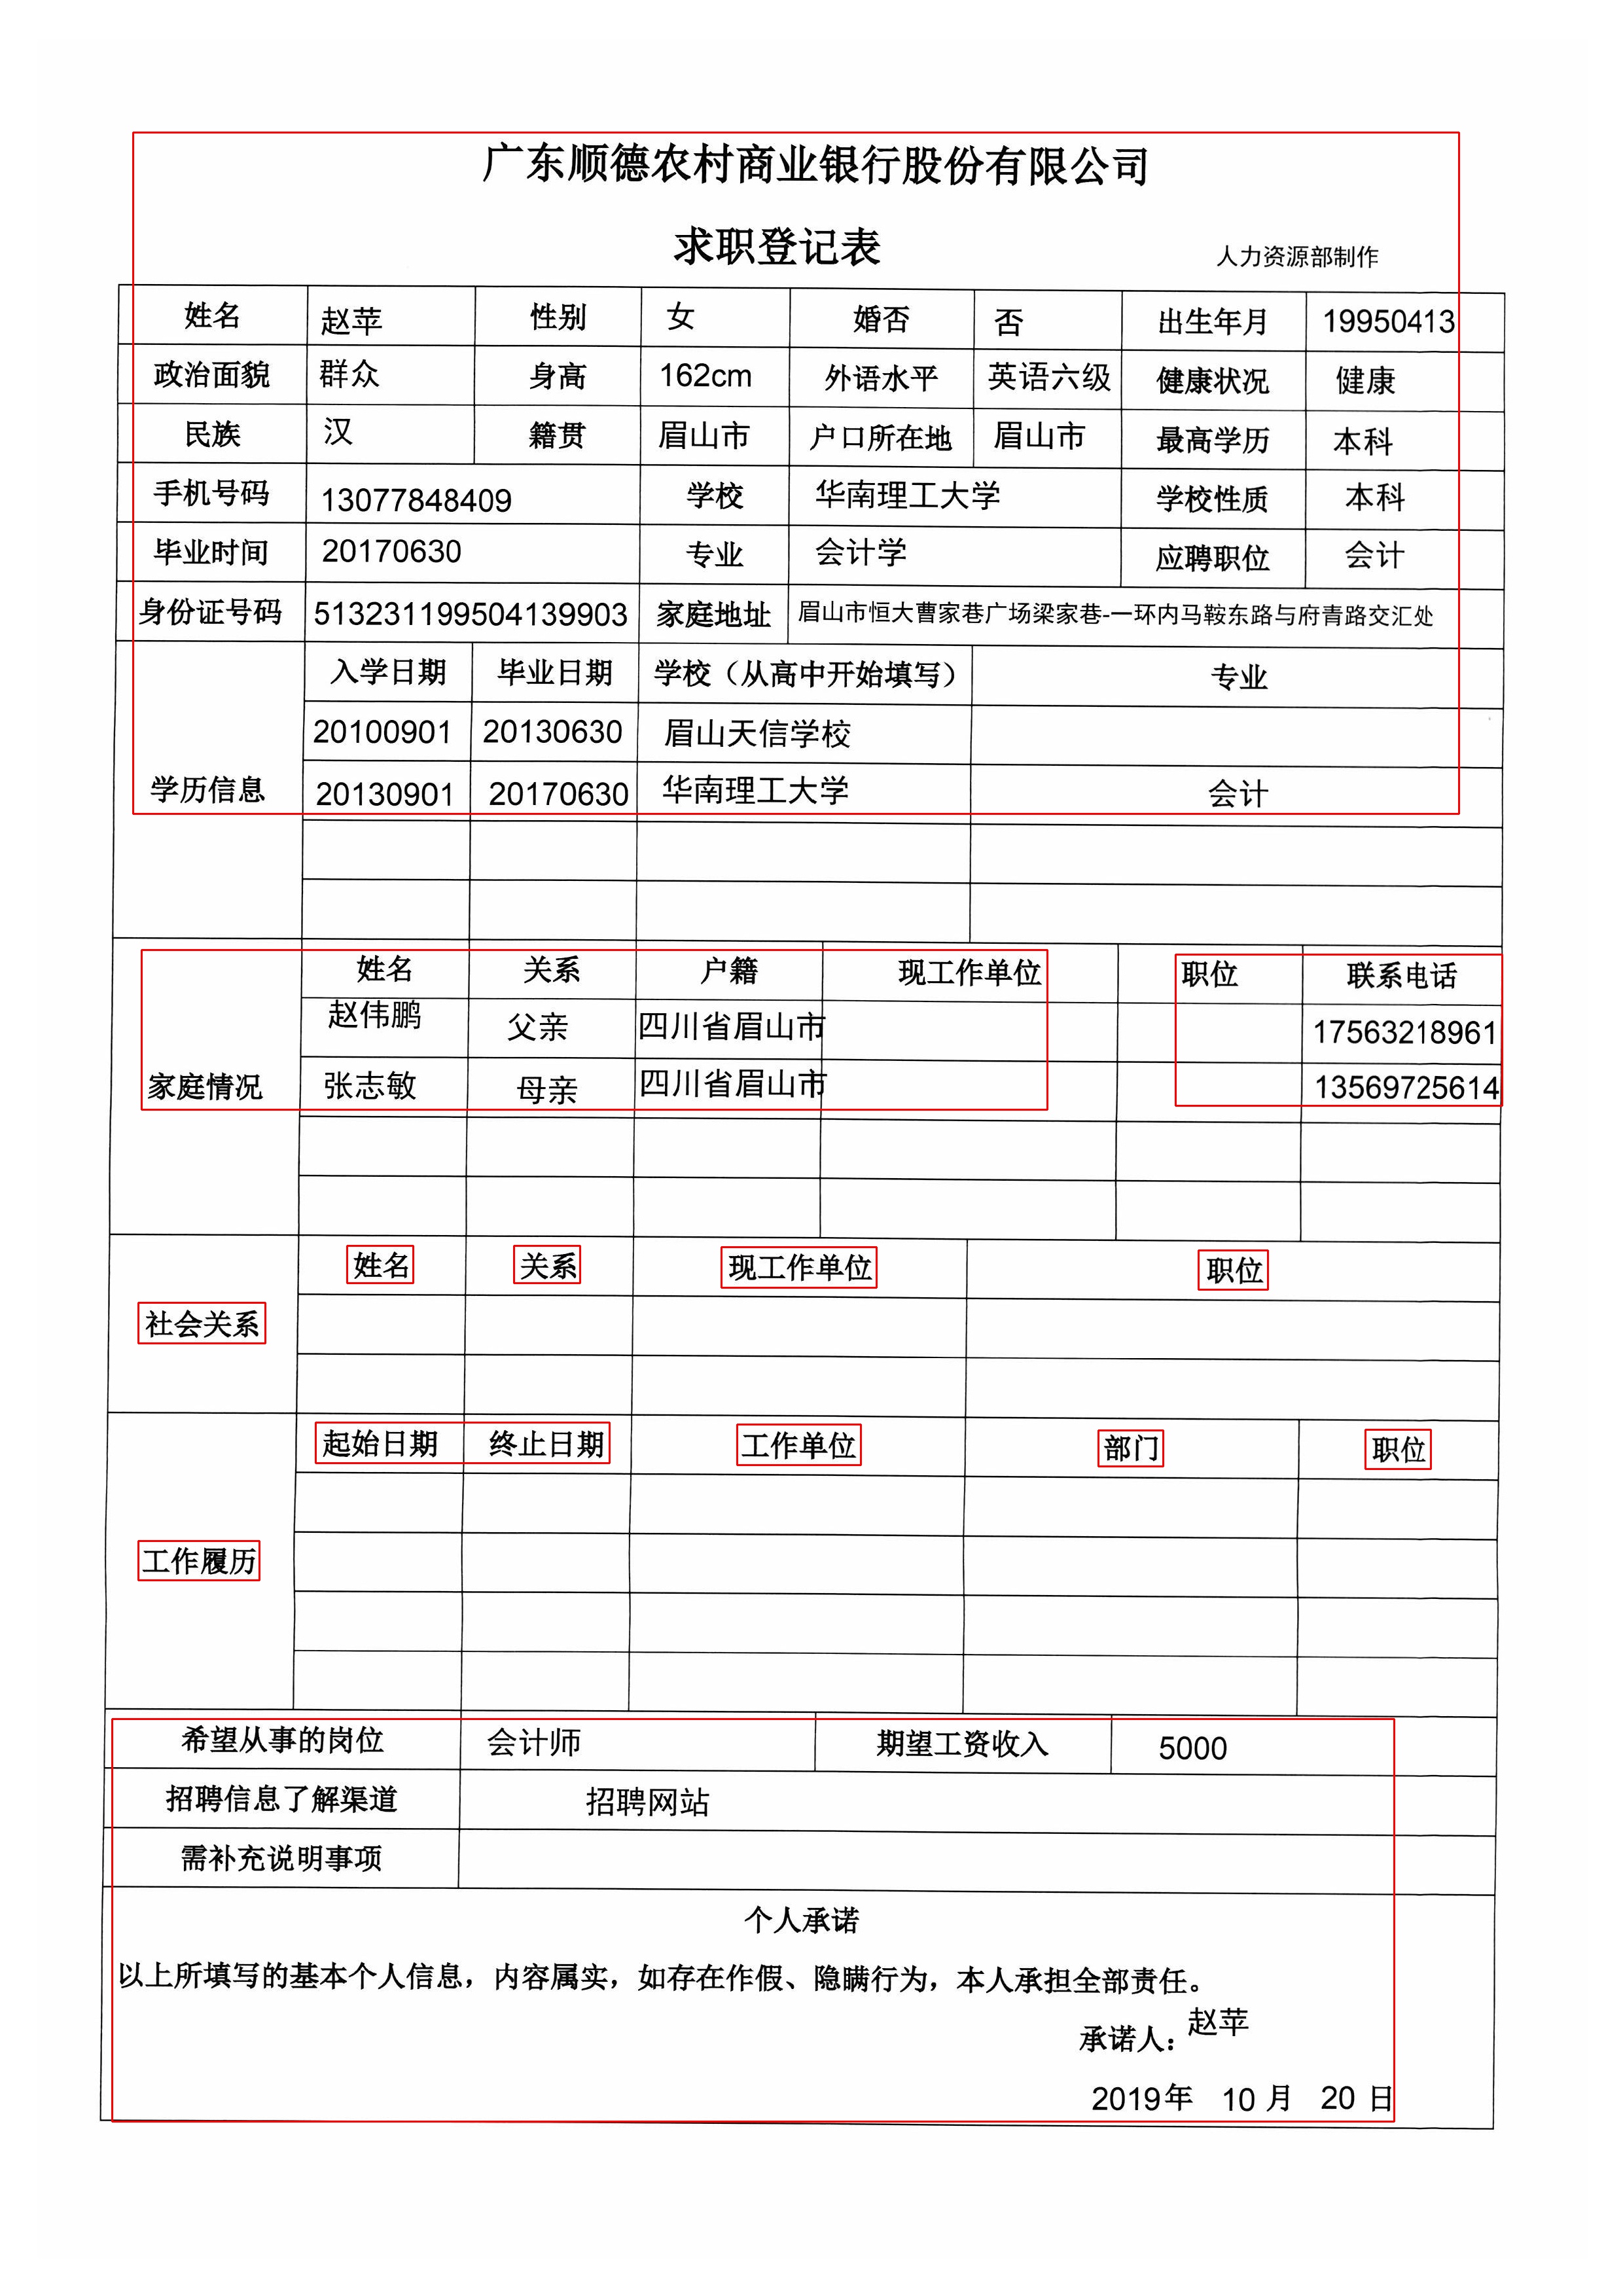 广东顺德农村商业银行股份有限公司
求职登记表
人力资源部制作
姓名 赵苹 性别 女 婚否 否 出生年月 19950413
政治面貌 群众 身高 162cm 外语水平 英语六级 健康状况 健康
民族 汉 籍贯 眉山市 户口所在地 眉山市 最高学历 本科
手机号码 13077848409 学校 华南理工大学 学校性质 本科
毕业时间 20170630 专业 会计学 应聘职位 会计
身份证号码 513231199504139903 家庭地址 眉山市恒大曹家巷广场梁家巷-一环内马鞍东路与府青路交汇处
入学日期 毕业日期 学校（从高中开始填写） 专业
20100901 20130630 眉山天信学校
学历信息 20130901 20170630 华南理工大学 会计
姓名 关系 户籍 现工作单位 职位 联系电话
赵伟鹏 父亲 四川省眉山市 17563218961
家庭情况 张志敏 母亲 四川省眉山市 13569725614
姓名 关系 现工作单位 职位
社会关系
起始日期 终止日期 工作单位 部门 职位
工作履历
希望从事的岗位 会计师 期望工资收入 5000
招聘信息了解渠道 招聘网站
需补充说明事项
个人承诺
以上所填写的基本个人信息，内容属实，如存在作假、隐瞒行为，本人承担全部责任。
承诺人：赵苹
2019年 10月 20日